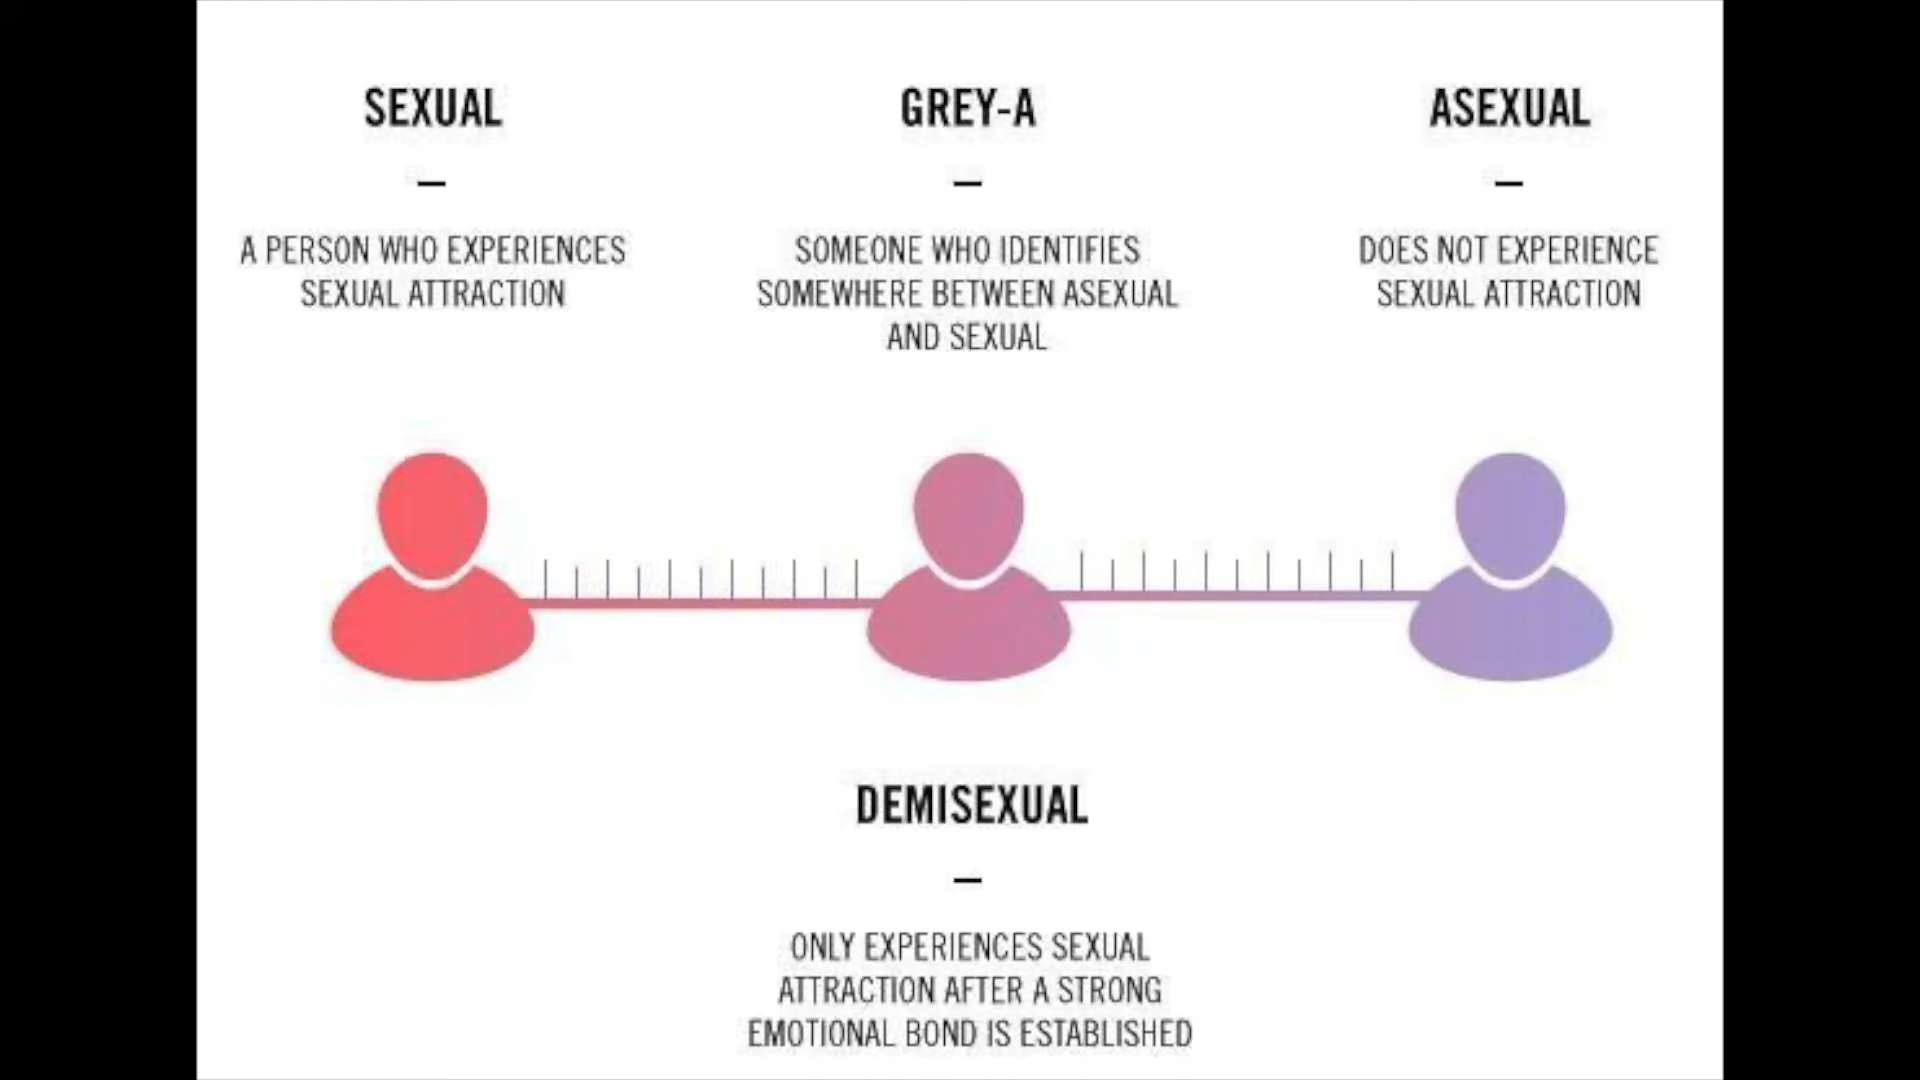 SEXUAL
–
A PERSON WHO EXPERIENCES
SEXUAL ATTRACTION
GREY-A
–
SOMEONE WHO IDENTIFIES
SOMEWHERE BETWEEN ASEXUAL
AND SEXUAL
ASEXUAL
–
DOES NOT EXPERIENCE
SEXUAL ATTRACTION
DEMISEXUAL
–
ONLY EXPERIENCES SEXUAL
ATTRACTION AFTER A STRONG
EMOTIONAL BOND IS ESTABLISHED